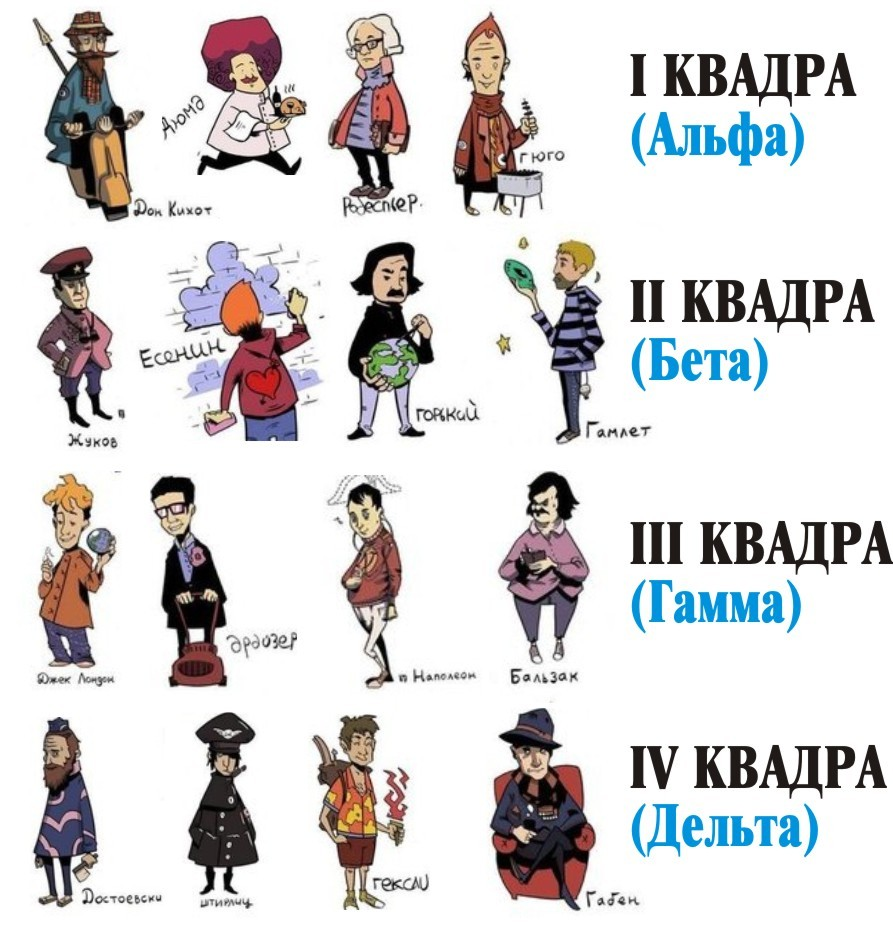 Дон Кихот
Дюма
Робеспьер.
Гюго
I КВАДРА
(Альфа)
Жуков
Есенин
Горький
Гамлет
II КВАДРА
(Бета)
Джек Лондон
Драйзер
Наполеон
Бальзак
III КВАДРА
(Гамма)
Достоевски
Штирлиц
Гексли
Габен
IV КВАДРА
(Дельта)